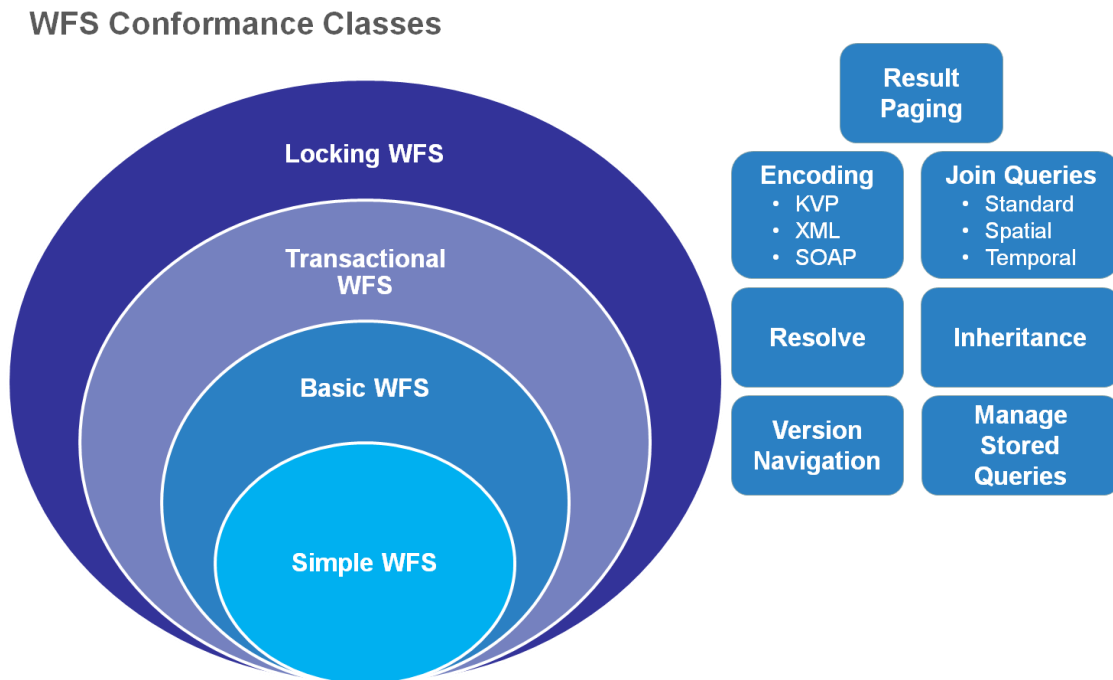 WFS Conformance Classes
Locking WFS
Transactional
WFS
Basic WFS
Simple WFS
Result
Paging
Encoding
• KVP
• XML
• SOAP
Join Queries
• Standard
• Spatial
• Temporal
Resolve
Inheritance
Version
Navigation
Manage
Stored
Queries